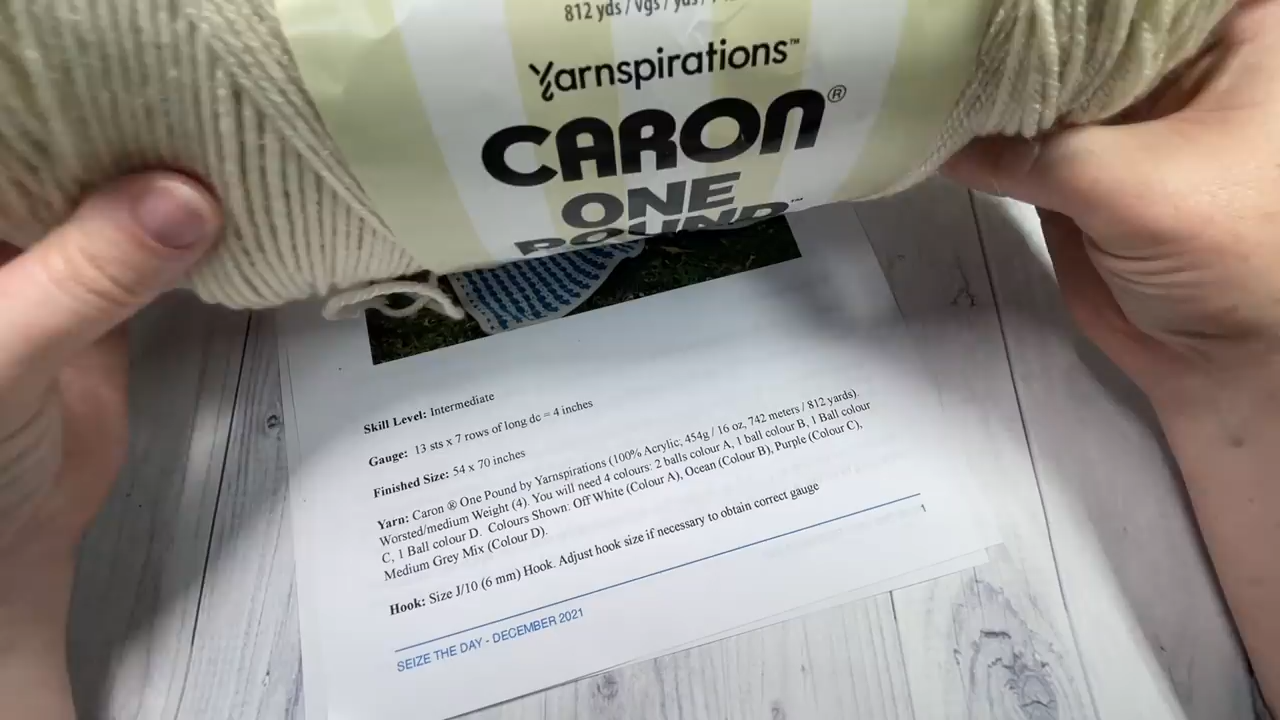 812 yds / vgs / yds /
Yarnspirations™
CARON®
ONE
POUND™
Skill Level: Intermediate
Gauge: 13 sts x 7 rows of long dc = 4 inches
Finished Size: 54 x 70 inches
Yarn: Caron ® One Pound by Yarnspirations (100% Acrylic; 454g / 16 oz, 742 meters / 812 yards).
Worsted/medium Weight (4). You will need 4 colours: 2 balls colour A, 1 ball colour B, 1 Ball colour
C, 1 Ball colour D. Colours Shown: Off White (Colour A), Ocean (Colour B), Purple (Colour C),
Medium Grey Mix (Colour D).
Hook: Size J/10 (6 mm) Hook. Adjust hook size if necessary to obtain correct gauge
1
SEIZE THE DAY - DECEMBER 2021